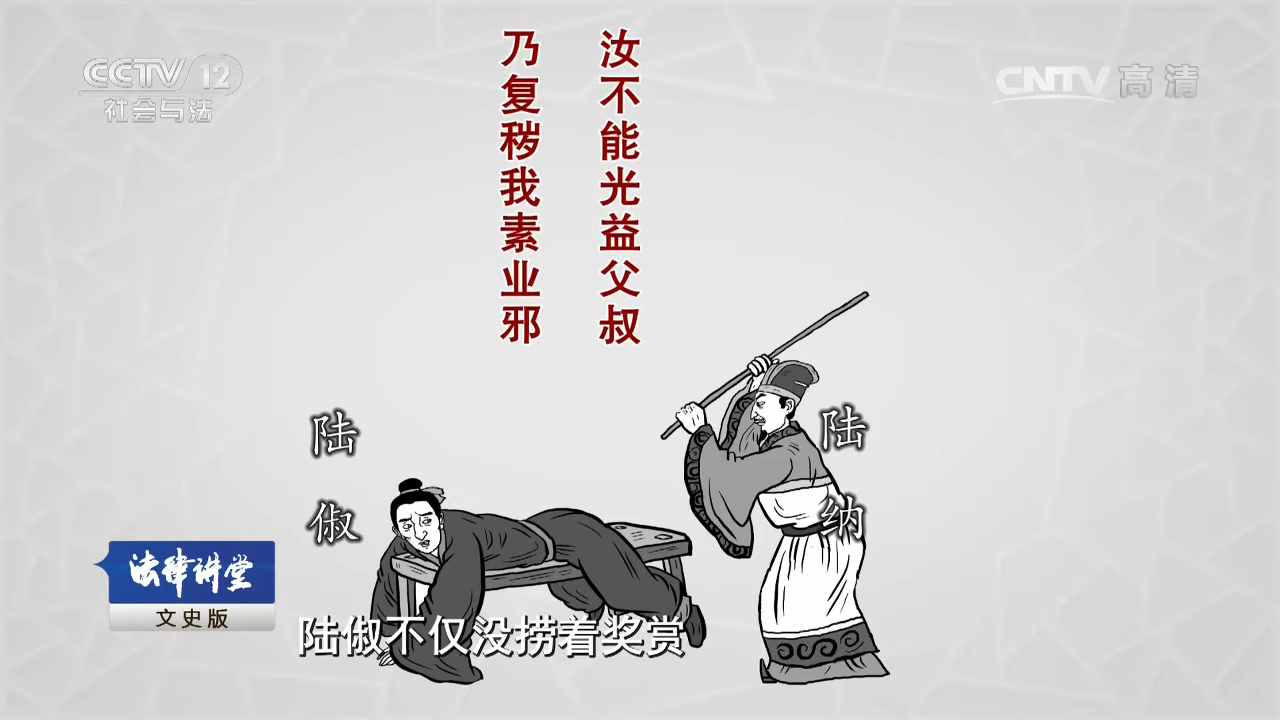 CCTV 12
社会与法
CNTV 高清
汝不能光益父叔
乃复秽我素业邪
陆俶
陆纳
法律讲堂
文史版
陆俶不仅没捞着奖赏